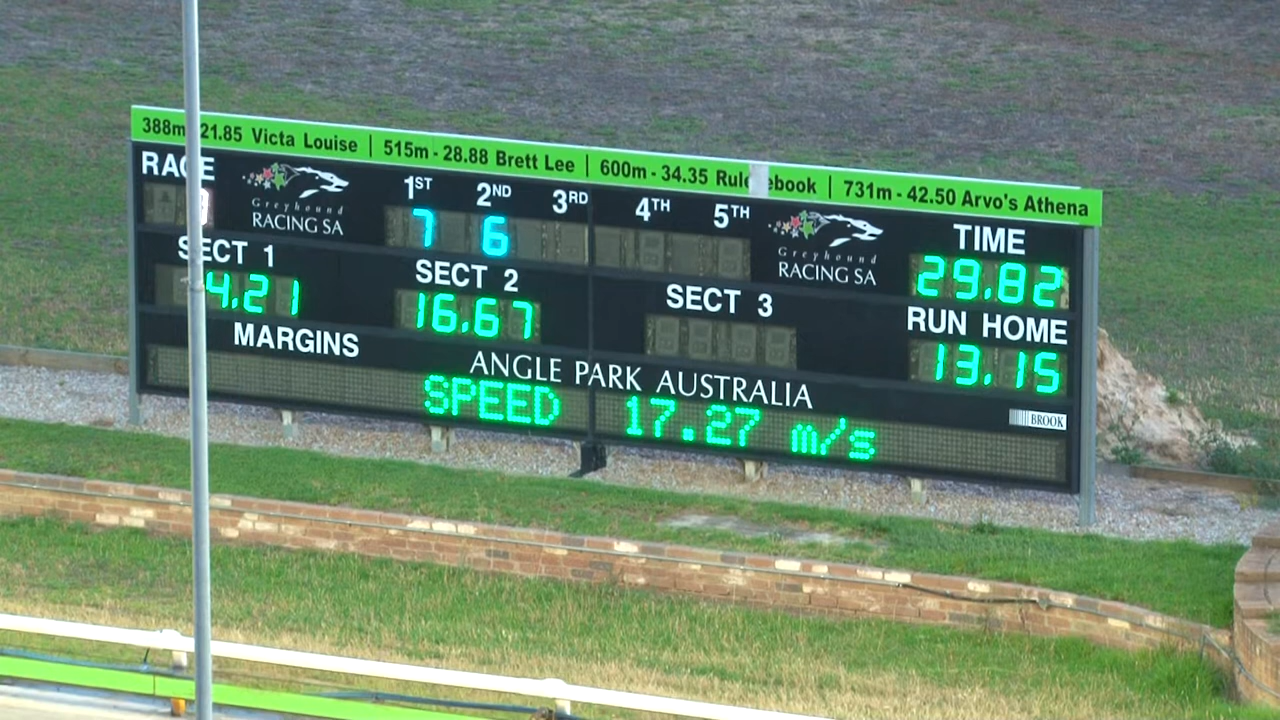 388m 21.85 Victa Louise | 515m - 28.88 Brett Lee | 600m - 34.35 | 731m - 42.50 Arvo's Athena
RACE
Greyhound
RACING SA
1ST 2ND 3RD 4TH 5TH
7 6
Greyhound
RACING SA
TIME
29.82
SECT 1
4.21
SECT 2
16.67
SECT 3
RUN HOME
13.15
MARGINS
ANGLE PARK AUSTRALIA
SPEED 17.27 m/s
BROOK